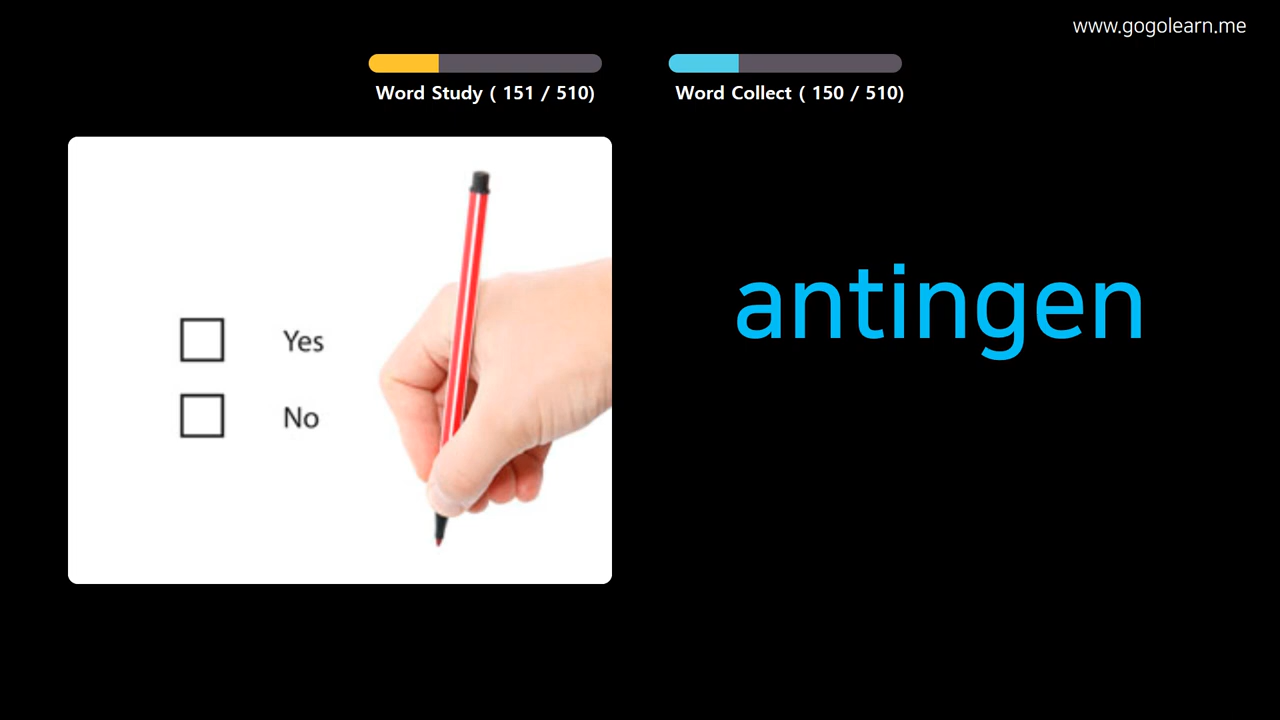 www.gogolearn.me
Word Study ( 151 / 510)
Word Collect ( 150 / 510)
antingen
Yes
No